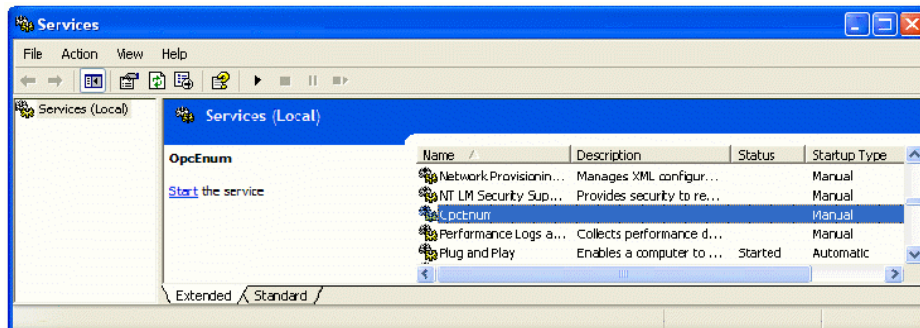 Services
File Action View Help
Services (Local)
Services (Local)
OpcEnum
Start the service
Name Description Status Startup Type
Network Provisionin... Manages XML configur... Manual
NT LM Security Sup... Provides security to re... Manual
OpcEnum Manual
Performance Logs a... Collects performance d... Manual
Plug and Play Enables a computer to ... Started Automatic
Extended Standard